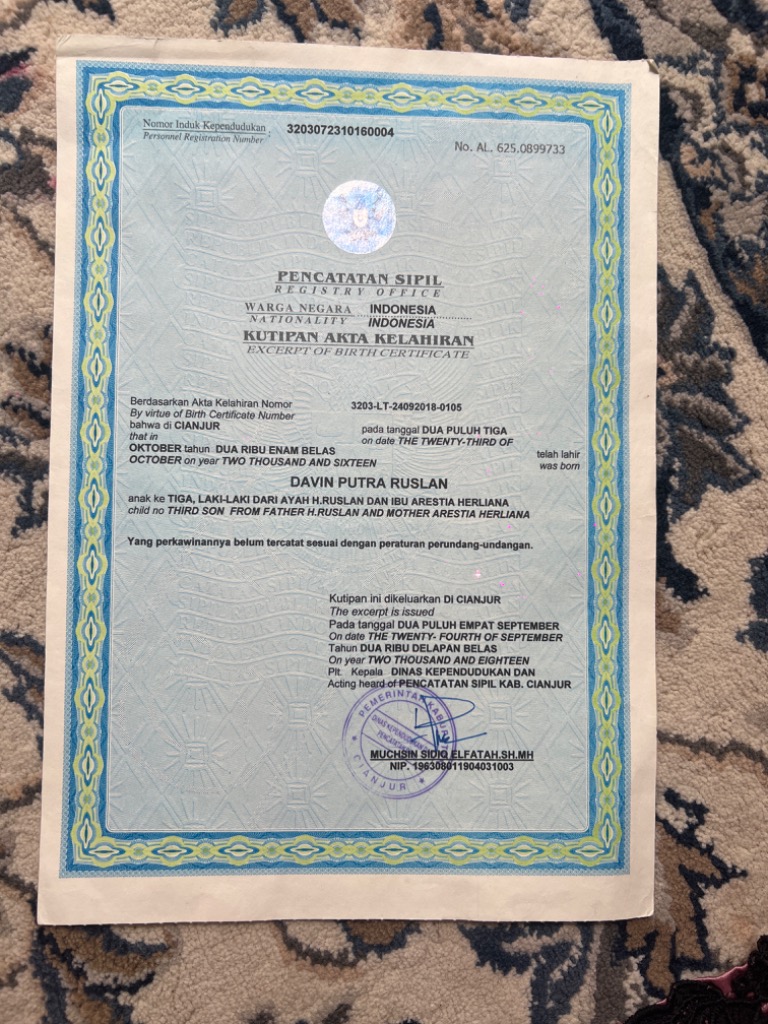 Nomor Induk Kependudukan : 3203072310160004
Personnel Registration Number
No. AL. 625.0899733
PENCATATAN SIPIL
REGISTRY OFFICE
WARGA NEGARA INDONESIA
NATIONALITY INDONESIA
KUTIPAN AKTA KELAHIRAN
EXCERPT OF BIRTH CERTIFICATE
Berdasarkan Akta Kelahiran Nomor 3203-LT-24092018-0105
By virtue of Birth Certificate Number
bahwa di CIANJUR pada tanggal DUA PULUH TIGA
that in on date THE TWENTY-THIRD OF
OKTOBER tahun DUA RIBU ENAM BELAS telah lahir
OCTOBER on year TWO THOUSAND AND SIXTEEN was born
DAVIN PUTRA RUSLAN
anak ke TIGA, LAKI-LAKI DARI AYAH H.RUSLAN DAN IBU ARESTIA HERLIANA
child no THIRD SON FROM FATHER H.RUSLAN AND MOTHER ARESTIA HERLIANA
Yang perkawinannya belum tercatat sesuai dengan peraturan perundang-undangan.
Kutipan ini dikeluarkan DI CIANJUR
The excerpt is issued
Pada tanggal DUA PULUH EMPAT SEPTEMBER
On date THE TWENTY- FOURTH OF SEPTEMBER
Tahun DUA RIBU DELAPAN BELAS
On year TWO THOUSAND AND EIGHTEEN
Plt. Kepala DINAS KEPENDUDUKAN DAN
Acting heard of PENCATATAN SIPIL KAB. CIANJUR
PEMERINTAH KABUPATEN
DINAS KEPENDUDUKAN
CIANJUR
MUCHSIN SIDIQ ELFATAH.SH.MH
NIP. 196308011904031003